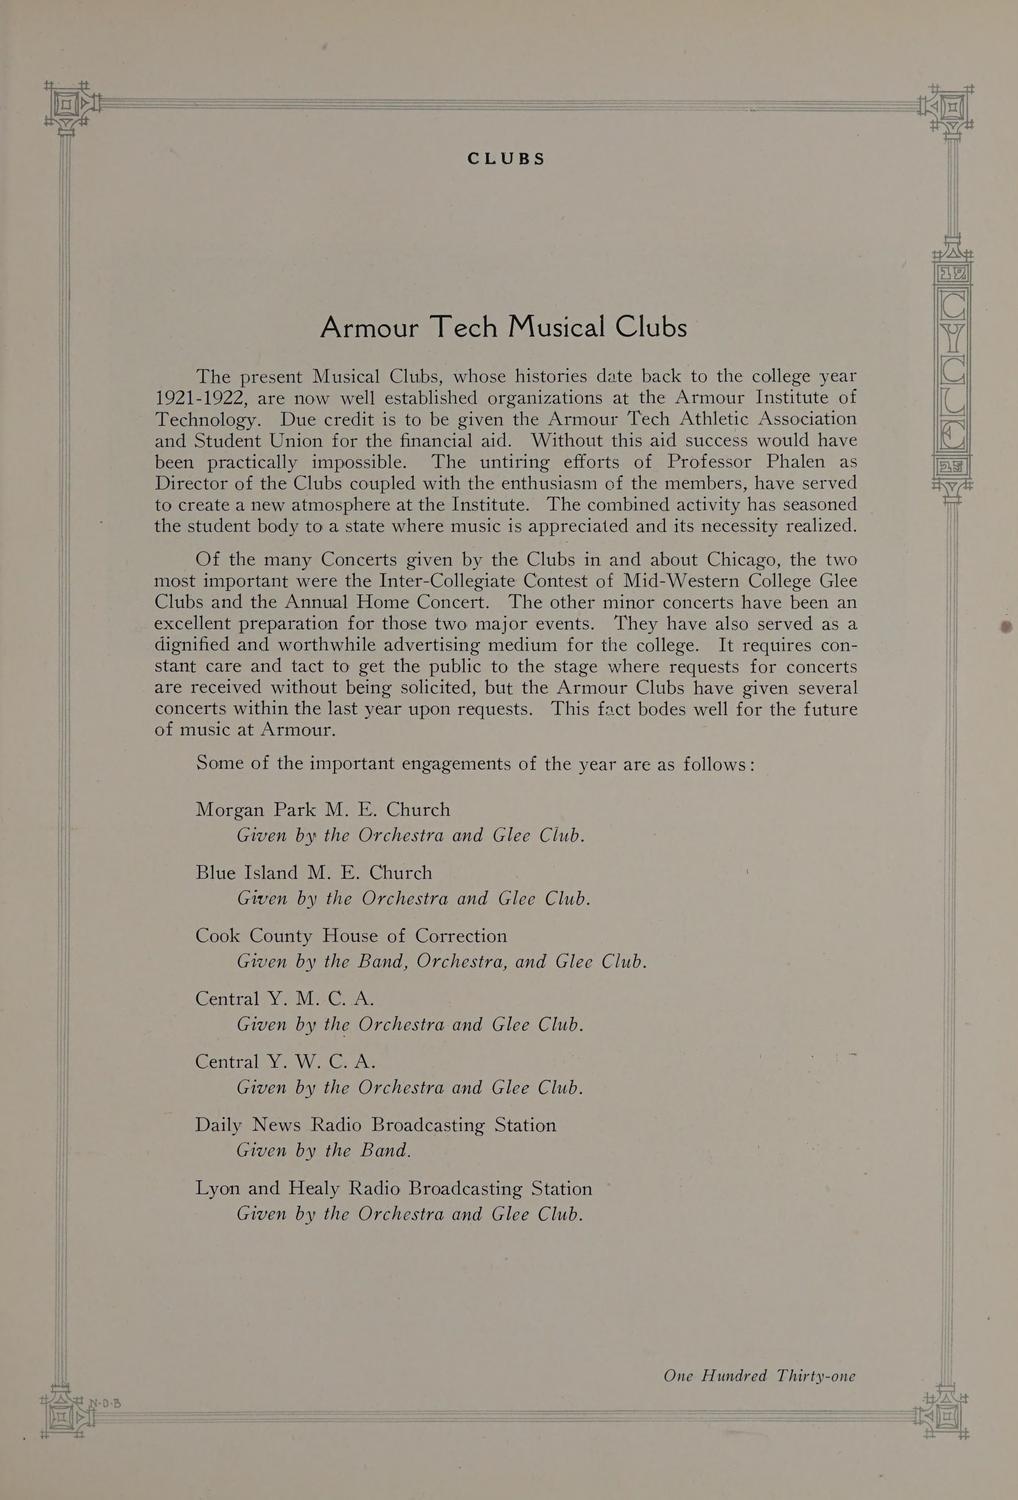 CLUBS
19
CYCLE
25
Armour Tech Musical Clubs
The present Musical Clubs, whose histories date back to the college year
1921-1922, are now well established organizations at the Armour Institute of
Technology. Due credit is to be given the Armour Tech Athletic Association
and Student Union for the financial aid. Without this aid success would have
been practically impossible. The untiring efforts of Professor Phalen as
Director of the Clubs coupled with the enthusiasm of the members, have served
to create a new atmosphere at the Institute. The combined activity has seasoned
the student body to a state where music is appreciated and its necessity realized.
Of the many Concerts given by the Clubs in and about Chicago, the two
most important were the Inter-Collegiate Contest of Mid-Western College Glee
Clubs and the Annual Home Concert. The other minor concerts have been an
excellent preparation for those two major events. They have also served as a
dignified and worthwhile advertising medium for the college. It requires con-
stant care and tact to get the public to the stage where requests for concerts
are received without being solicited, but the Armour Clubs have given several
concerts within the last year upon requests. This fact bodes well for the future
of music at Armour.
Some of the important engagements of the year are as follows:
Morgan Park M. E. Church
Given by the Orchestra and Glee Club.
Blue Island M. E. Church
Given by the Orchestra and Glee Club.
Cook County House of Correction
Given by the Band, Orchestra, and Glee Club.
Central Y. M. C. A.
Given by the Orchestra and Glee Club.
Central Y. W. C. A.
Given by the Orchestra and Glee Club.
Daily News Radio Broadcasting Station
Given by the Band.
Lyon and Healy Radio Broadcasting Station
Given by the Orchestra and Glee Club.
One Hundred Thirty-one
N·D·B